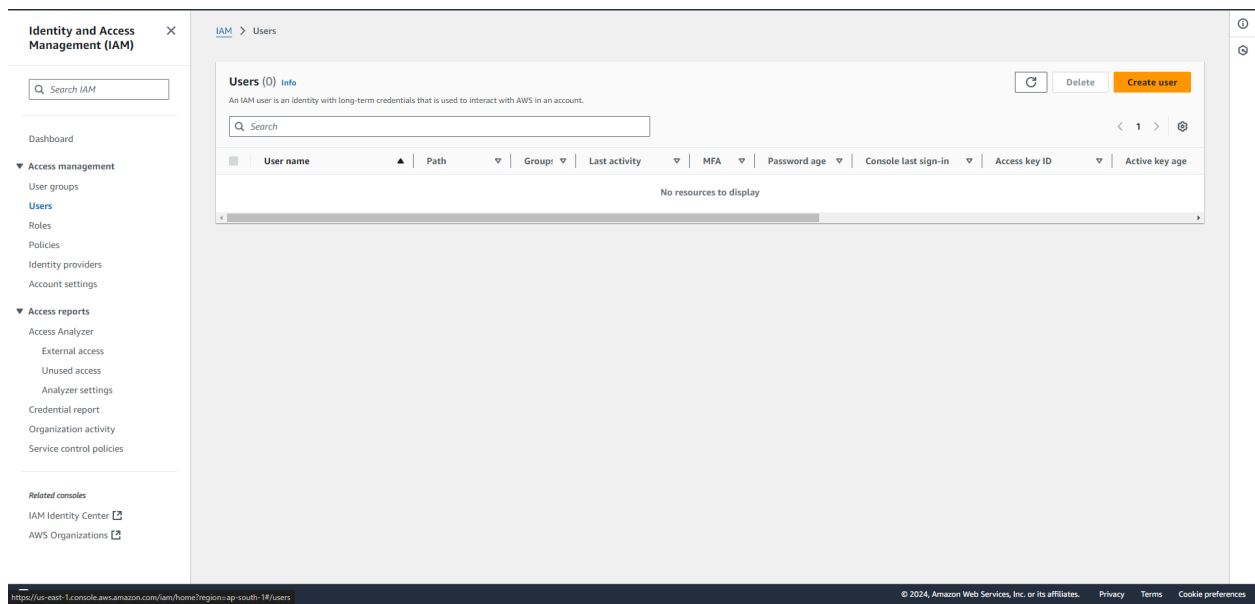 Identity and Access
Management (IAM)
Search IAM
Dashboard
Access management
User groups
Users
Roles
Policies
Identity providers
Account settings
Access reports
Access Analyzer
External access
Unused access
Analyzer settings
Credential report
Organization activity
Service control policies
Related consoles
IAM Identity Center
AWS Organizations
IAM > Users
Users (0) Info
Delete
Create user
An IAM user is an identity with long-term credentials that is used to interact with AWS in an account.
Search
1
User name Path Groups Last activity MFA Password age Console last sign-in Access key ID Active key age
No resources to display
https://us-east-1.console.aws.amazon.com/iam/home?region=ap-south-1#/users
© 2024, Amazon Web Services, Inc. or its affiliates. Privacy Terms Cookie preferences